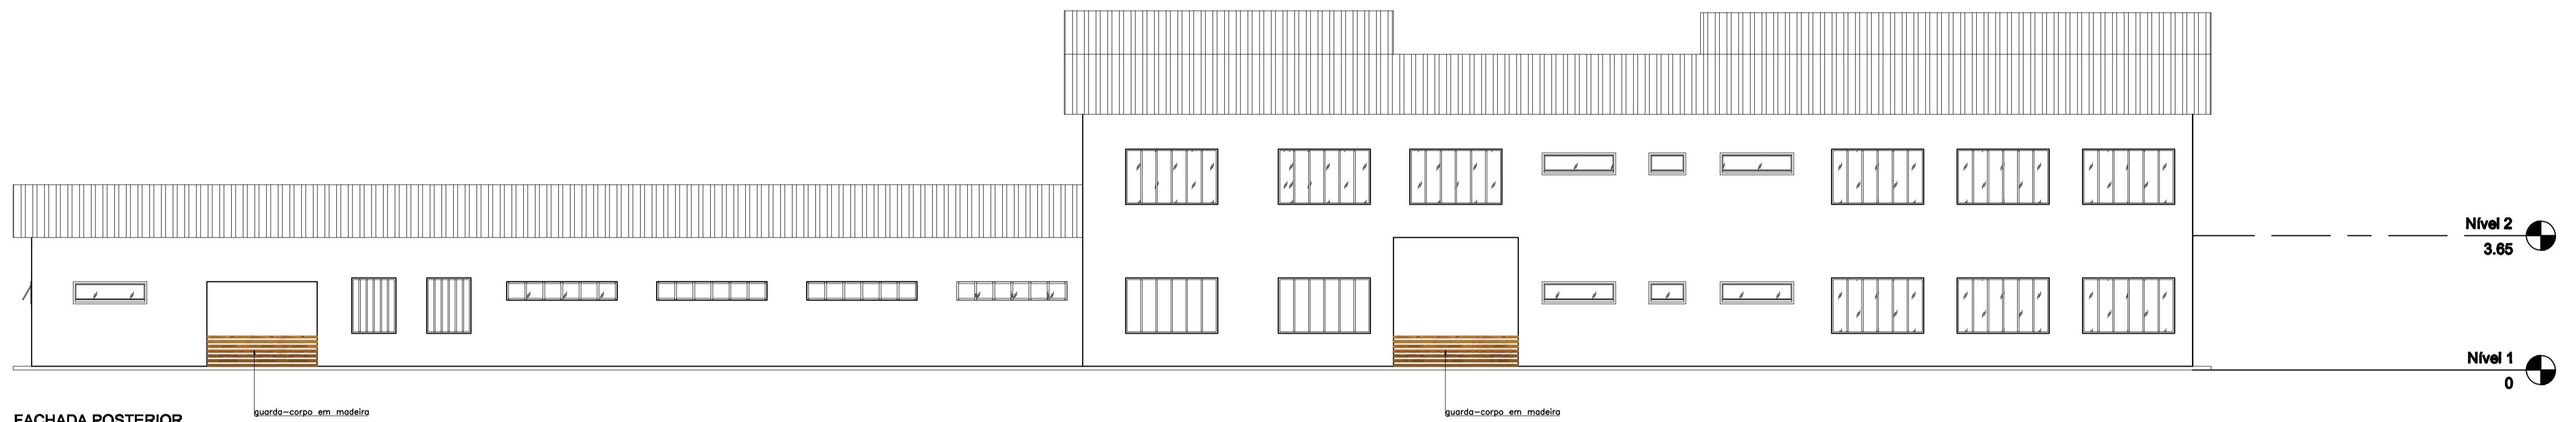 Nível 2
3.65
Nível 1
0
guarda-corpo em madeira
guarda-corpo em madeira
FACHADA POSTERIOR